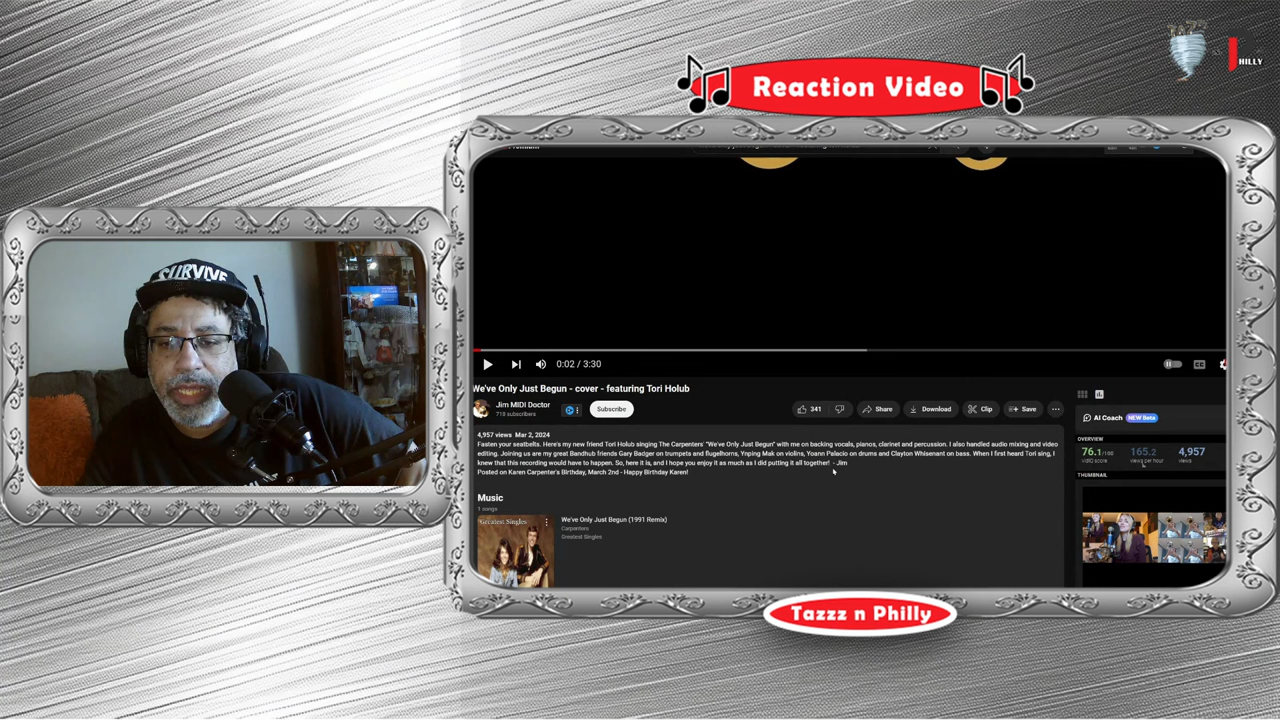 HILLY
Reaction Video
SURVIVE
0:02 / 3:30
We've Only Just Begun - cover - featuring Tori Holub
Jim MIDI Doctor
718 subscribers
Subscribe
341
Share
Download
Clip
Save
4,957 views Mar 2, 2024
Fasten your seatbelts. Here's my new friend Tori Holub singing The Carpenters' "We've Only Just Begun" with me on backing vocals, pianos, clarinet and percussion. I also handled audio mixing and video
editing. Joining us are my great Bandhub friends Gary Badger on trumpets and flugelhorns, Ynping Mak on violins, Yoann Palacio on drums and Clayton Whisenant on bass. When I first heard Tori sing, I
knew that this recording would have to happen. So, here it is, and I hope you enjoy it as much as I did putting it all together! - Jim
Posted on Karen Carpenter's Birthday, March 2nd - Happy Birthday Karen!
Music
1 songs
Greatest Singles
We've Only Just Begun (1991 Remix)
Carpenters
Greatest Singles
AI Coach NEW Beta
OVERVIEW
76.1/100
vidIQ score
165.2
views per hour
4,957
views
THUMBNAIL
Tazzz n Philly